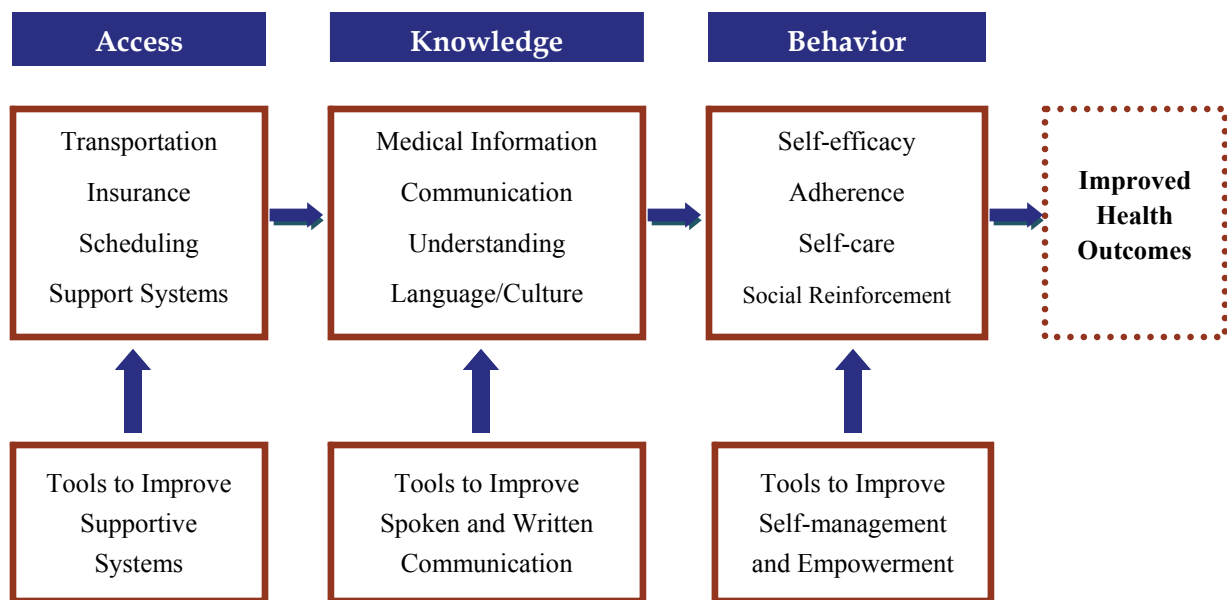 Access
Knowledge
Behavior
Transportation
Insurance
Scheduling
Support Systems
Medical Information
Communication
Understanding
Language/Culture
Self-efficacy
Adherence
Self-care
Social Reinforcement
Improved
Health
Outcomes
Tools to Improve
Supportive
Systems
Tools to Improve
Spoken and Written
Communication
Tools to Improve
Self-management
and Empowerment